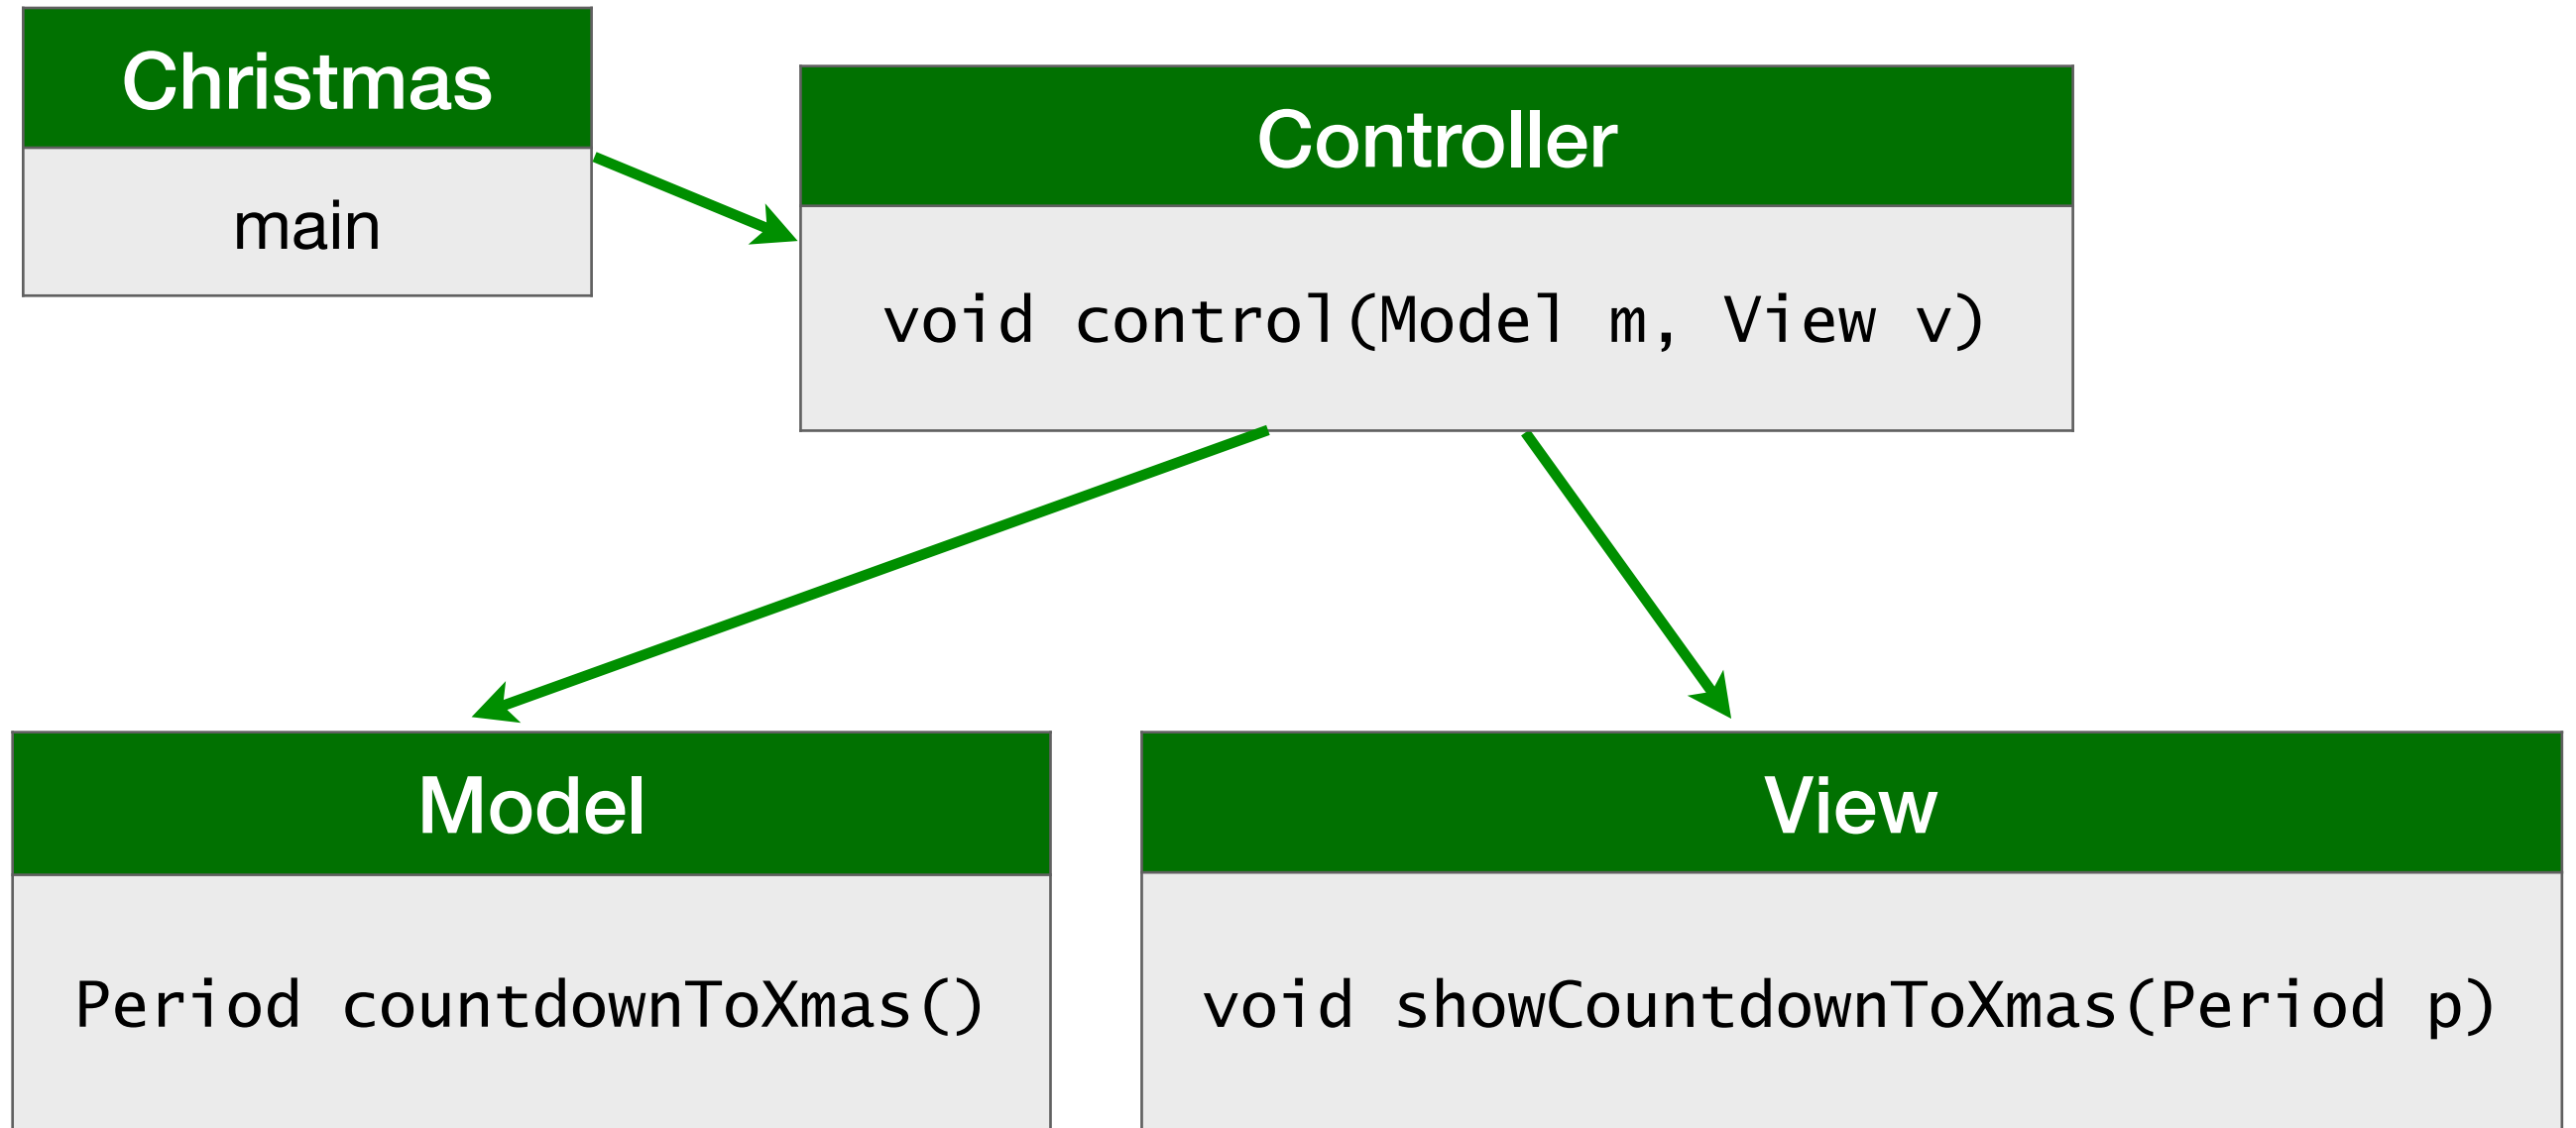 Christmas
main
Controller
void control(Model m, View v)
Model
Period countdownToXmas()
View
void showCountdownToXmas(Period p)